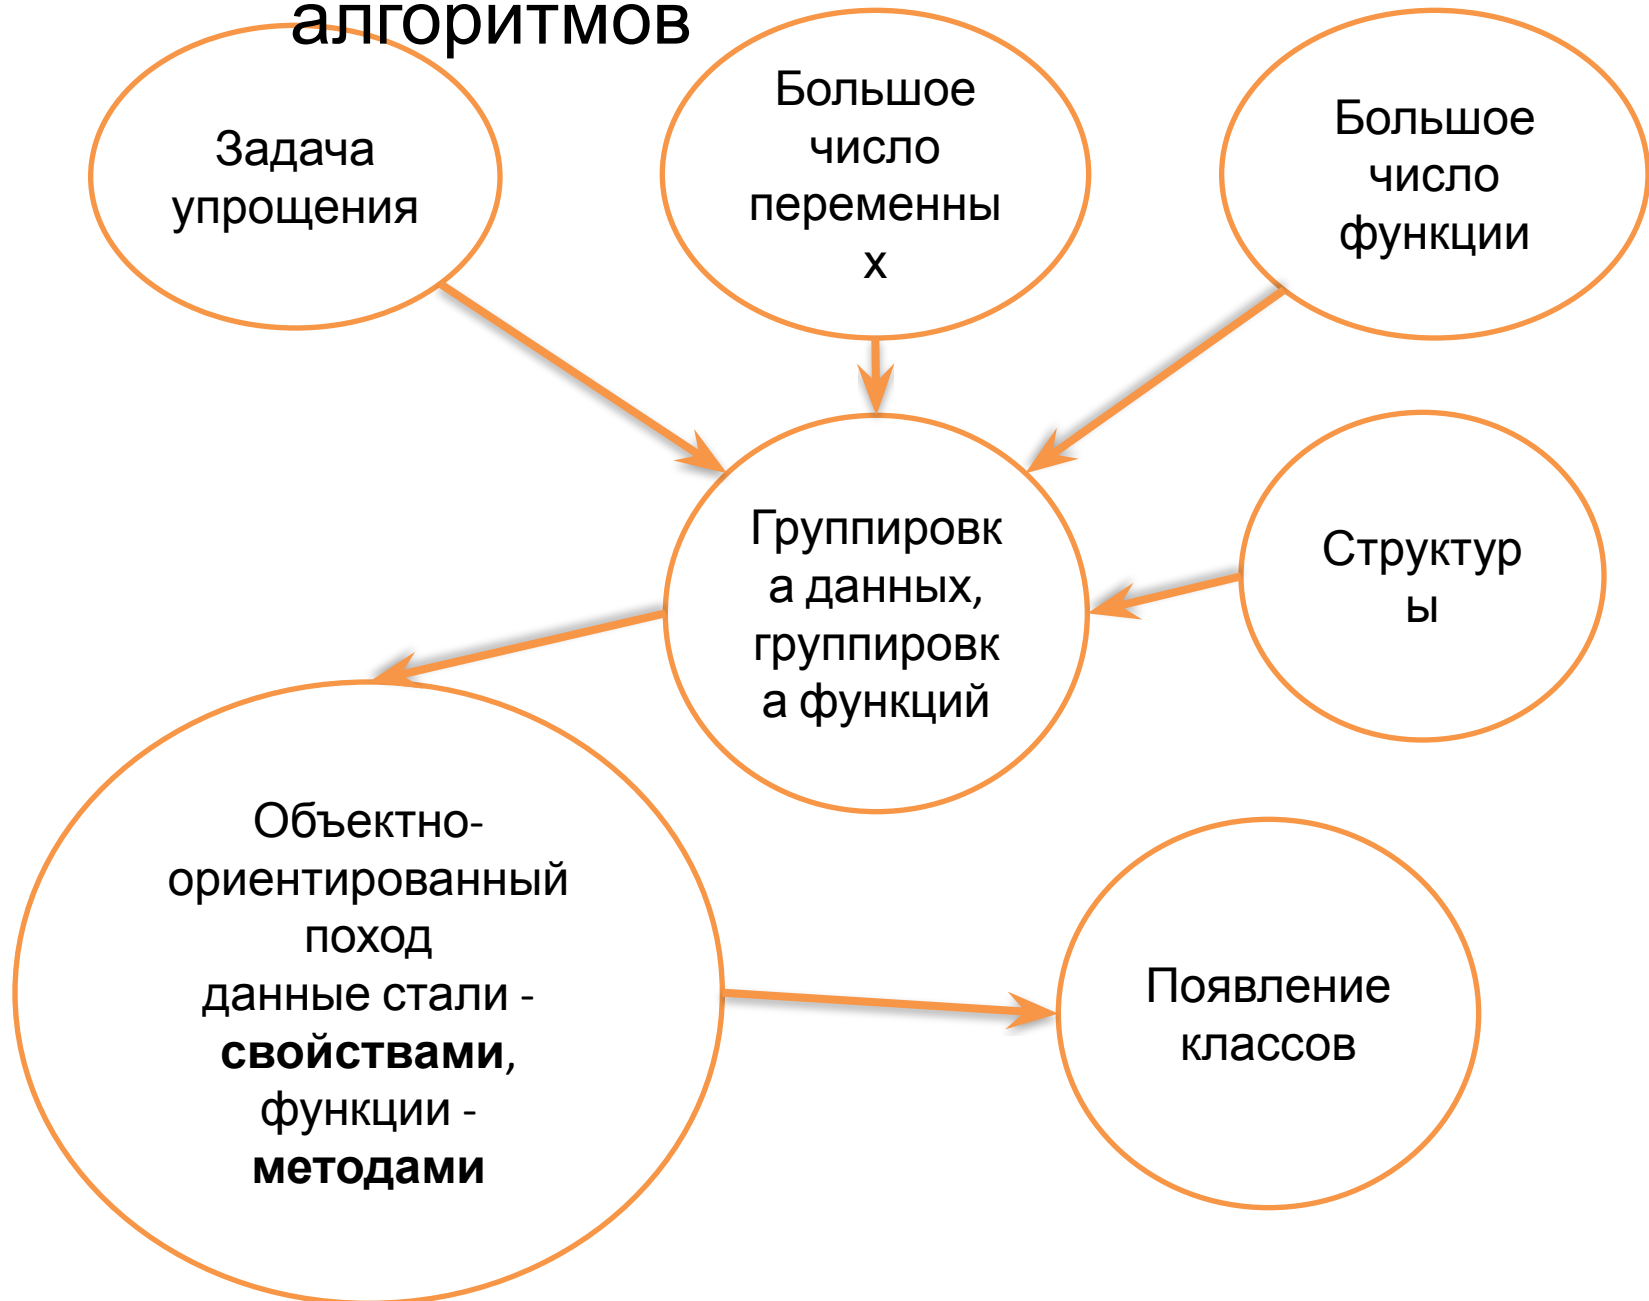 алгоритмов
Задача
упрощения
Большое
число
переменны
х
Большое
число
функции
Группировк
а данных,
группировк
а функций
Структур
ы
Объектно-
ориентированный
поход
данные стали -
свойствами,
функции -
методами
Появление
классов